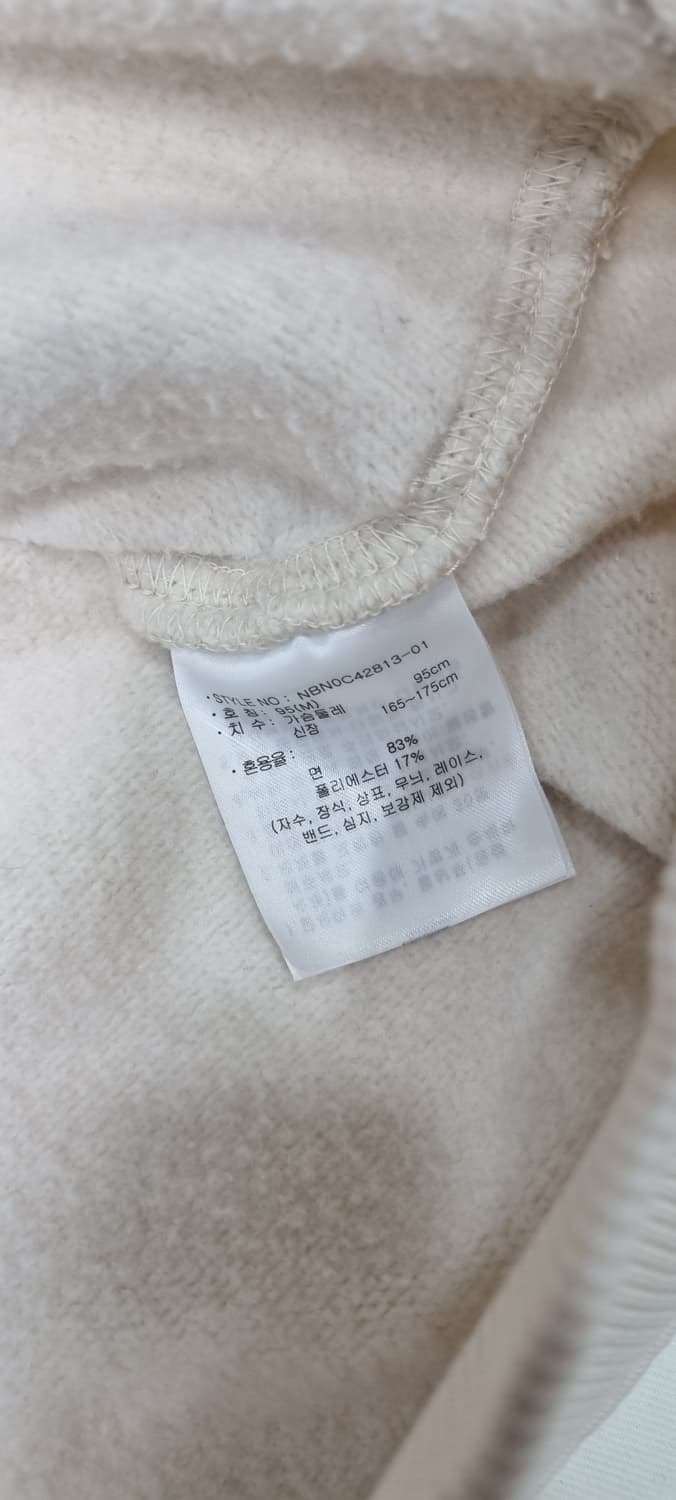 ·STYLE NO : NBN0C42813-01
·호 칭 : 95(M)
·치 수 : 가슴둘레 95cm
신장 165~175cm
·혼용율 :
면 83%
폴리에스터 17%
(자수, 장식, 상표, 무늬, 레이스,
밴드, 심지, 보강제 제외)